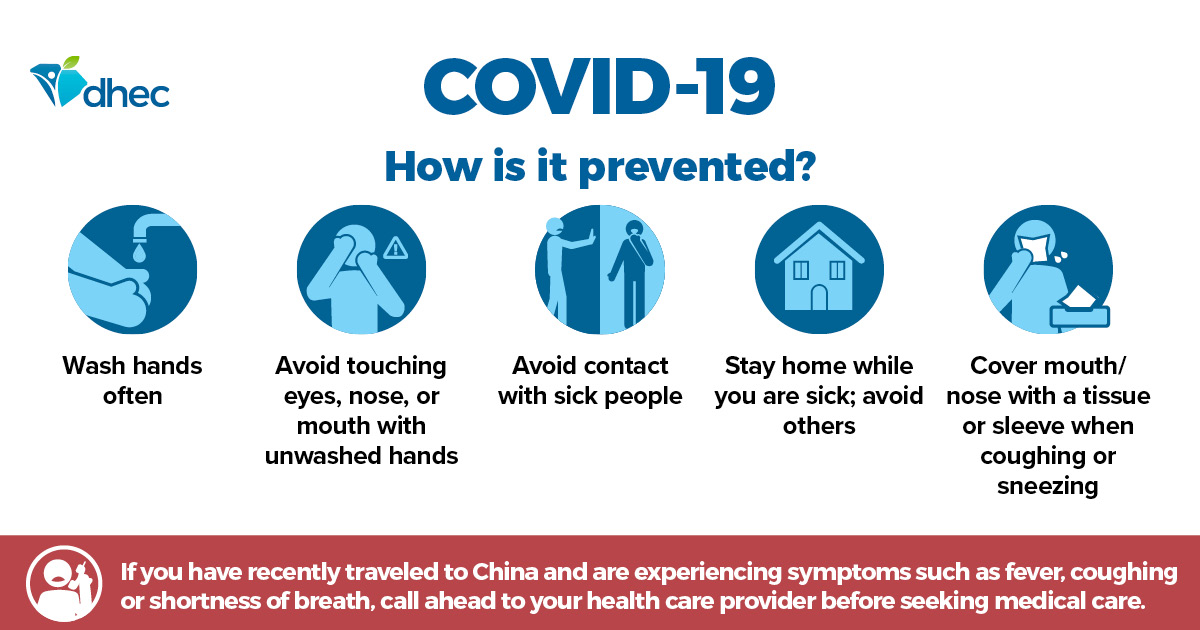 dhec
COVID-19
How is it prevented?
Wash hands
often
Avoid touching
eyes, nose, or
mouth with
unwashed hands
Avoid contact
with sick people
Stay home while
you are sick; avoid
others
Cover mouth/
nose with a tissue
or sleeve when
coughing or
sneezing
If you have recently traveled to China and are experiencing symptoms such as fever, coughing
or shortness of breath, call ahead to your health care provider before seeking medical care.